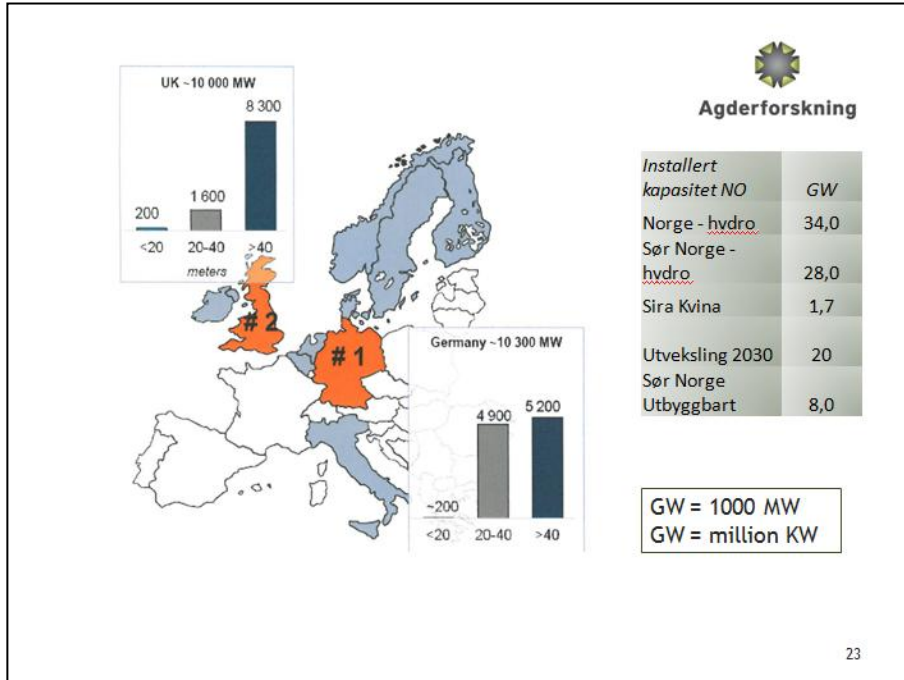 UK ~10 000 MW
8 300
1 600
200
<20 20-40 >40
meters
# 2
# 1
Germany ~10 300 MW
5 200
4 900
~200
<20 20-40 >40
Agderforskning
Installert
kapasitet NO GW
Norge - hydro 34,0
Sør Norge -
hvdro 28,0
Sira Kvina 1,7
Utveksling 2030 20
Sør Norge
Utbyggbart 8,0
GW = 1000 MW
GW = million KW
23